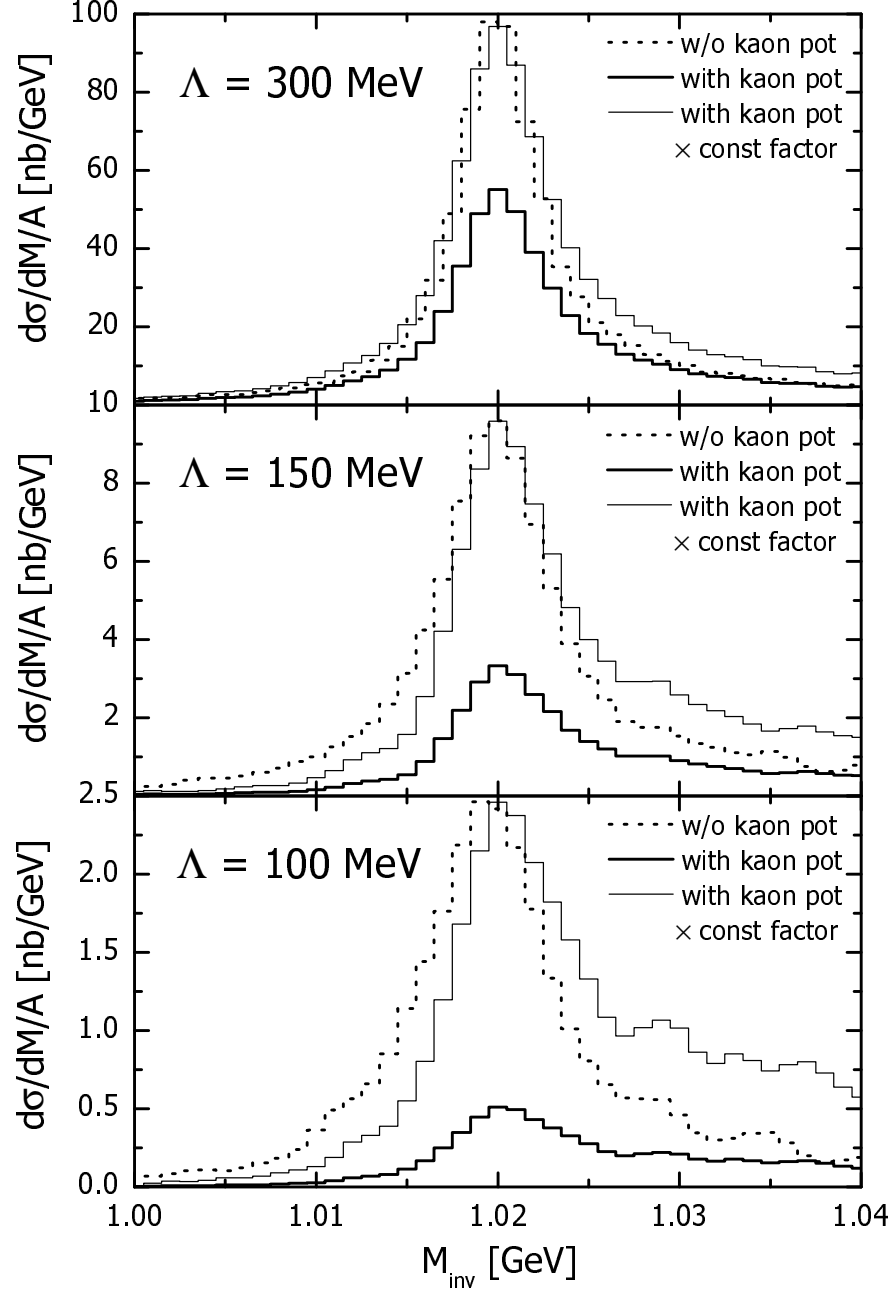 100
80
60
40
20
10
dσ/dM/A [nb/GeV]
Λ = 300 MeV
w/o kaon pot
with kaon pot
with kaon pot
× const factor
8
6
4
2
2.5
dσ/dM/A [nb/GeV]
Λ = 150 MeV
w/o kaon pot
with kaon pot
with kaon pot
× const factor
2.0
1.5
1.0
0.5
0.0
dσ/dM/A [nb/GeV]
Λ = 100 MeV
w/o kaon pot
with kaon pot
with kaon pot
× const factor
1.00 1.01 1.02 1.03 1.04
M_inv [GeV]